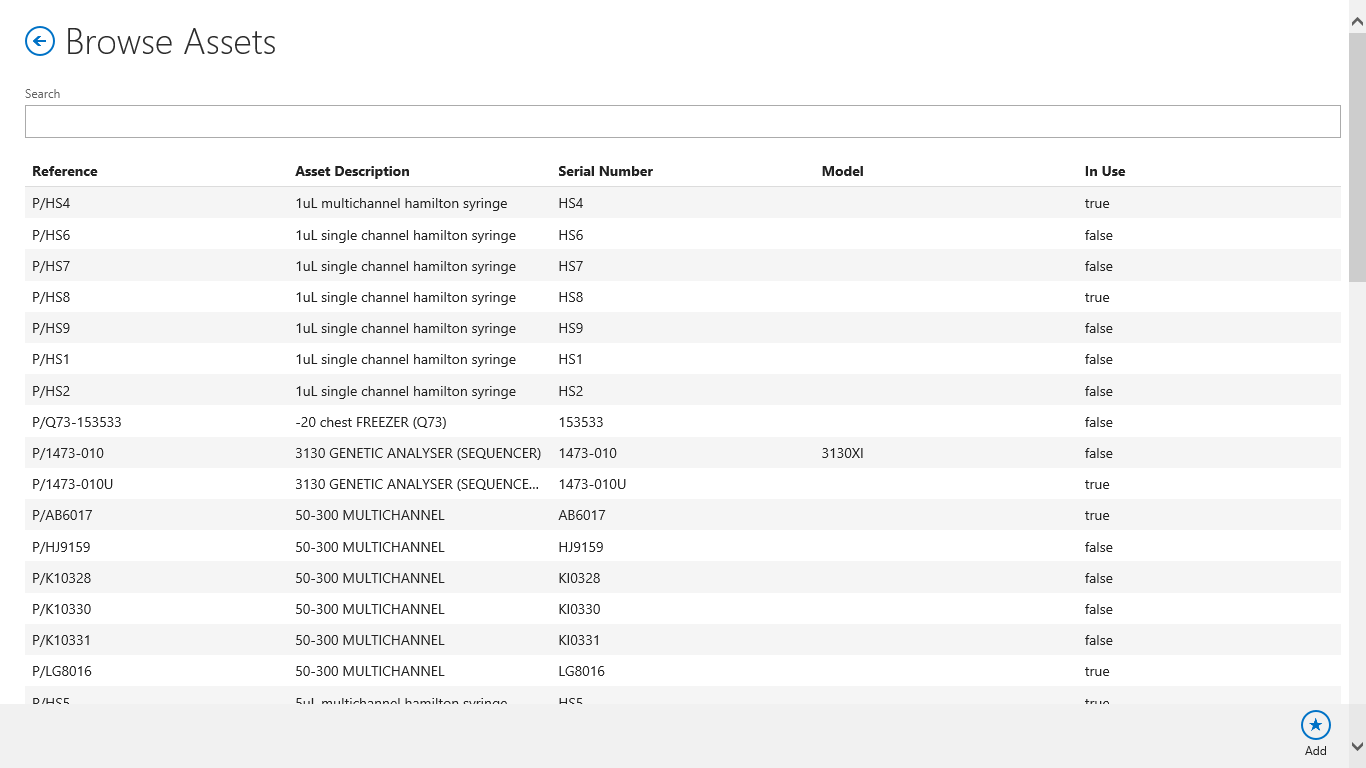 Browse Assets
Search
Reference Asset Description Serial Number Model In Use
P/HS4 1uL multichannel hamilton syringe HS4 true
P/HS6 1uL single channel hamilton syringe HS6 false
P/HS7 1uL single channel hamilton syringe HS7 false
P/HS8 1uL single channel hamilton syringe HS8 true
P/HS9 1uL single channel hamilton syringe HS9 false
P/HS1 1uL single channel hamilton syringe HS1 false
P/HS2 1uL single channel hamilton syringe HS2 false
P/Q73-153533 -20 chest FREEZER (Q73) 153533 false
P/1473-010 3130 GENETIC ANALYSER (SEQUENCER) 1473-010 3130XI false
P/1473-010U 3130 GENETIC ANALYSER (SEQUENCE... 1473-010U true
P/AB6017 50-300 MULTICHANNEL AB6017 true
P/HJ9159 50-300 MULTICHANNEL HJ9159 false
P/K10328 50-300 MULTICHANNEL KI0328 false
P/K10330 50-300 MULTICHANNEL KI0330 false
P/K10331 50-300 MULTICHANNEL KI0331 false
P/LG8016 50-300 MULTICHANNEL LG8016 true
P/HS5 5uL multichannel hamilton syringe HS5 true
Add